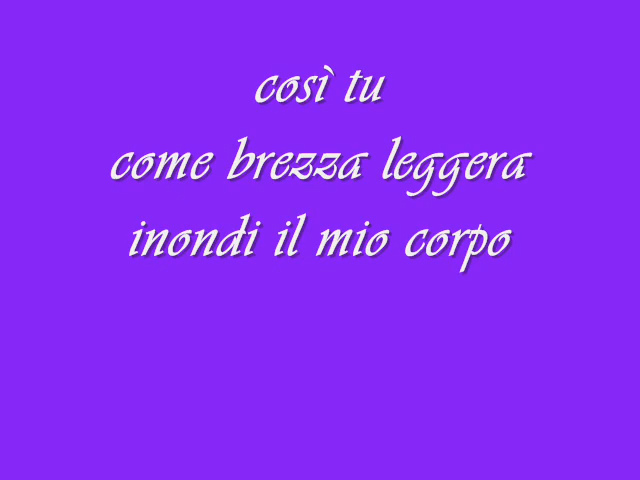 così tu
come brezza leggera
inondi il mio corpo